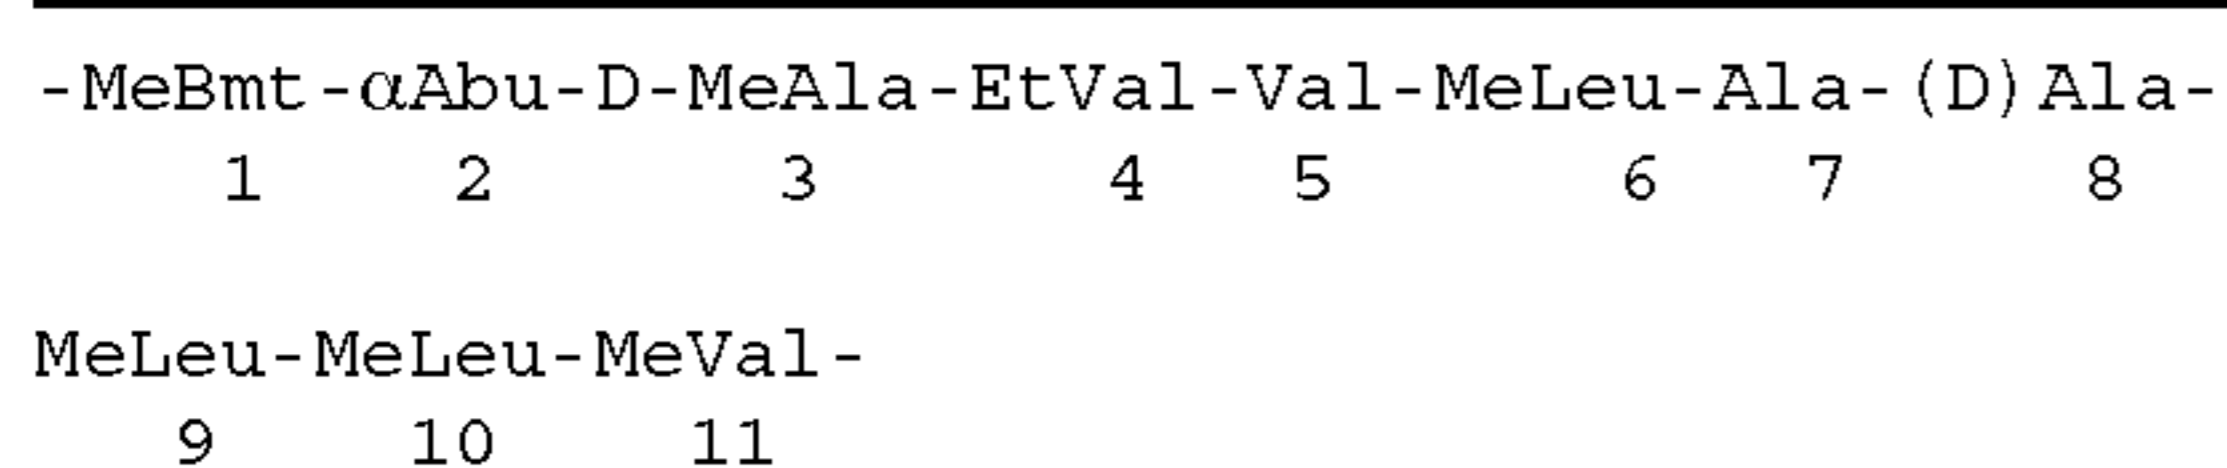 -MeBmt-αAbu-D-MeAla-EtVal-Val-MeLeu-Ala-(D)Ala-
1 2 3 4 5 6 7 8
MeLeu-MeLeu-MeVal-
9 10 11